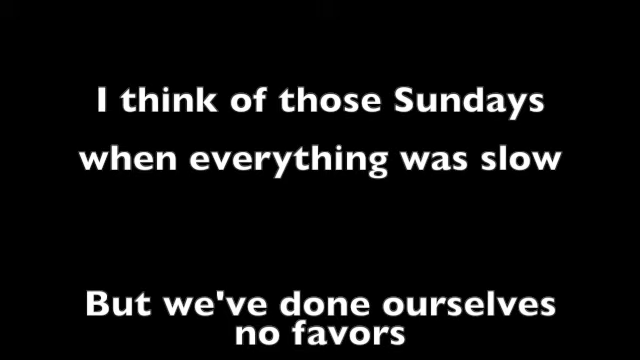 I think of those Sundays
when everything was slow
But we've done ourselves
no favors